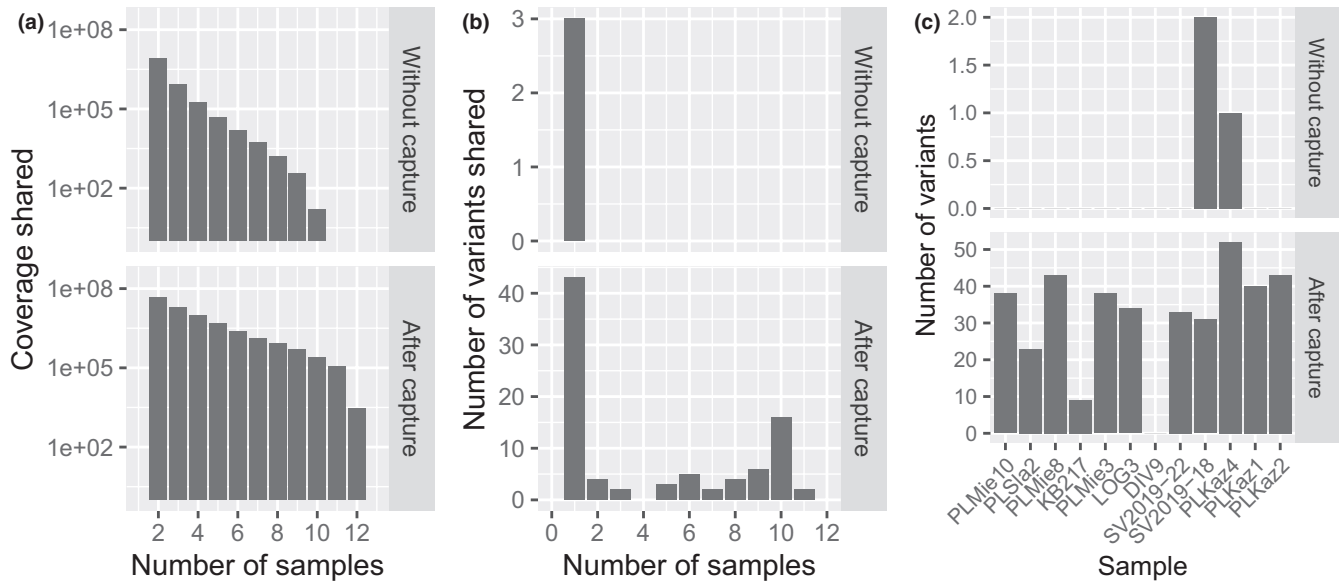 (a)
1e+08
1e+05
1e+02
Without capture
1e+08
1e+05
1e+02
After capture
Coverage shared
2 4 6 8 10 12
Number of samples
(b)
3
2
1
0
Without capture
40
30
20
10
0
After capture
Number of variants shared
0 2 4 6 8 10 12
Number of samples
(c)
2.0
1.5
1.0
0.5
0.0
Without capture
50
40
30
20
10
0
After capture
Number of variants
PLMie10
PLSla2
PLMie8
KB217
PLMie3
LOG3
DIV9
SV2019−22
SV2019−18
PLKaz4
PLKaz1
PLKaz2
Sample